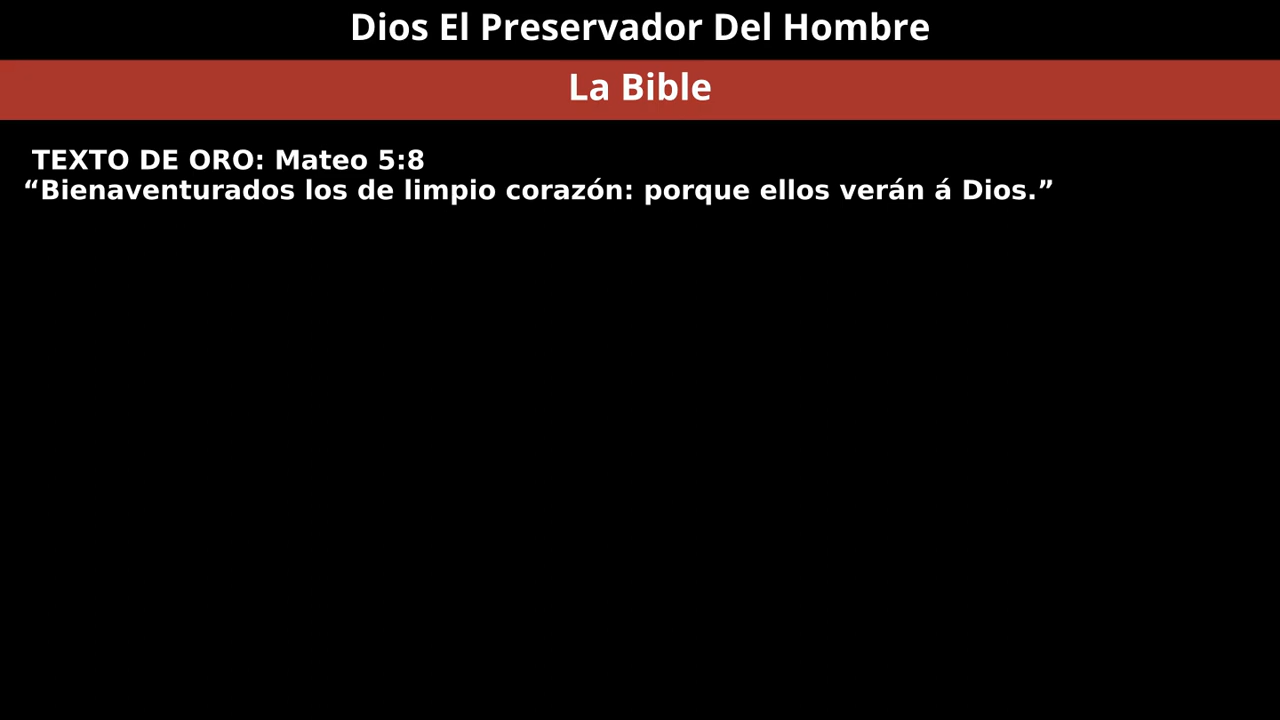 Dios El Preservador Del Hombre
La Bible
TEXTO DE ORO: Mateo 5:8
“Bienaventurados los de limpio corazón: porque ellos verán á Dios.”